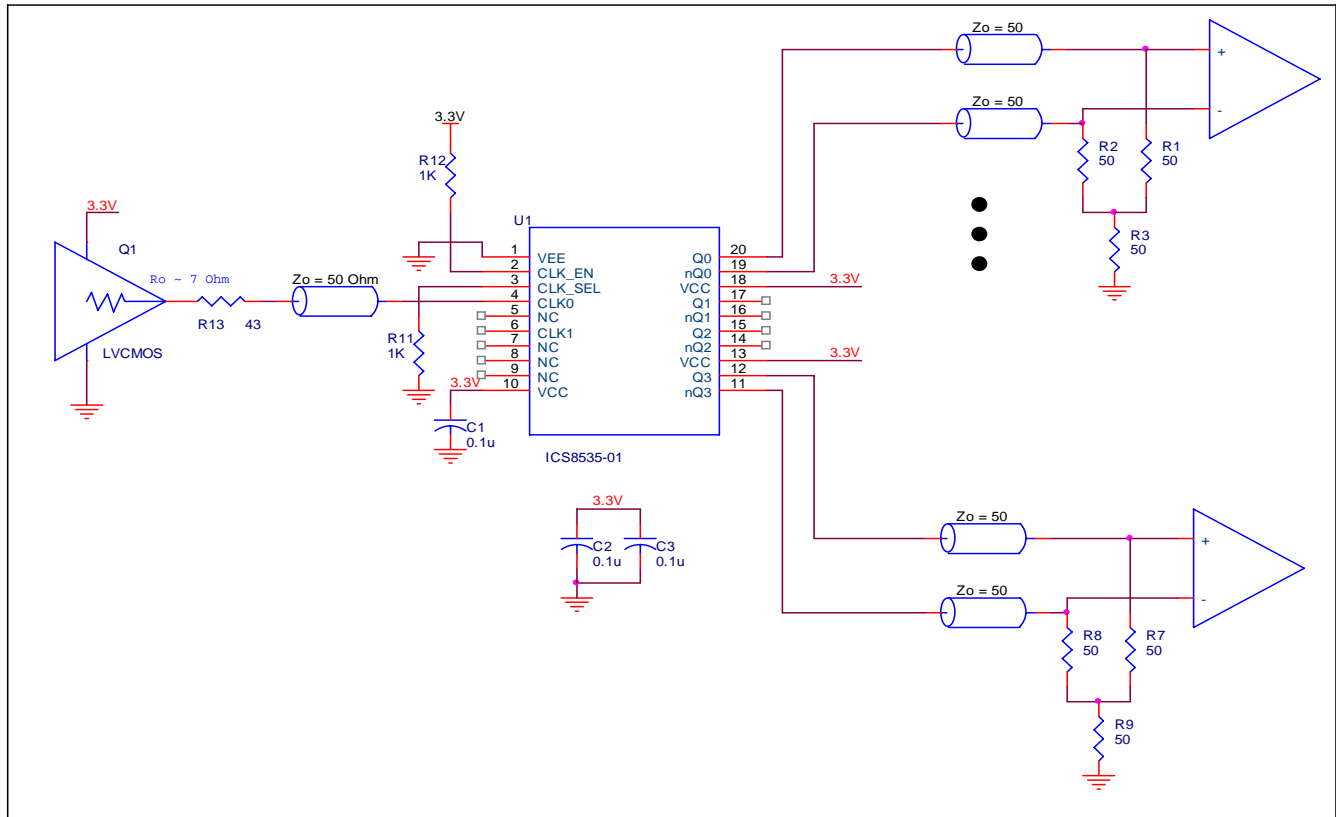 Zo = 50
+
-
Zo = 50
R2
50
R1
50
R3
50
3.3V
R12
1K
3.3V
Q1
Ro ~ 7 Ohm
R13 43
LVCMOS
Zo = 50 Ohm
R11
1K
3.3V
C1
0.1u
U1
1 VEE
2 CLK_EN
3 CLK_SEL
4 CLK0
5 NC
6 CLK1
7 NC
8 NC
9 NC
10 VCC
Q0 20
nQ0 19
VCC 18
Q1 17
nQ1 16
Q2 15
nQ2 14
VCC 13
Q3 12
nQ3 11
3.3V
3.3V
ICS8535-01
3.3V
C2
0.1u
C3
0.1u
Zo = 50
+
-
Zo = 50
R8
50
R7
50
R9
50